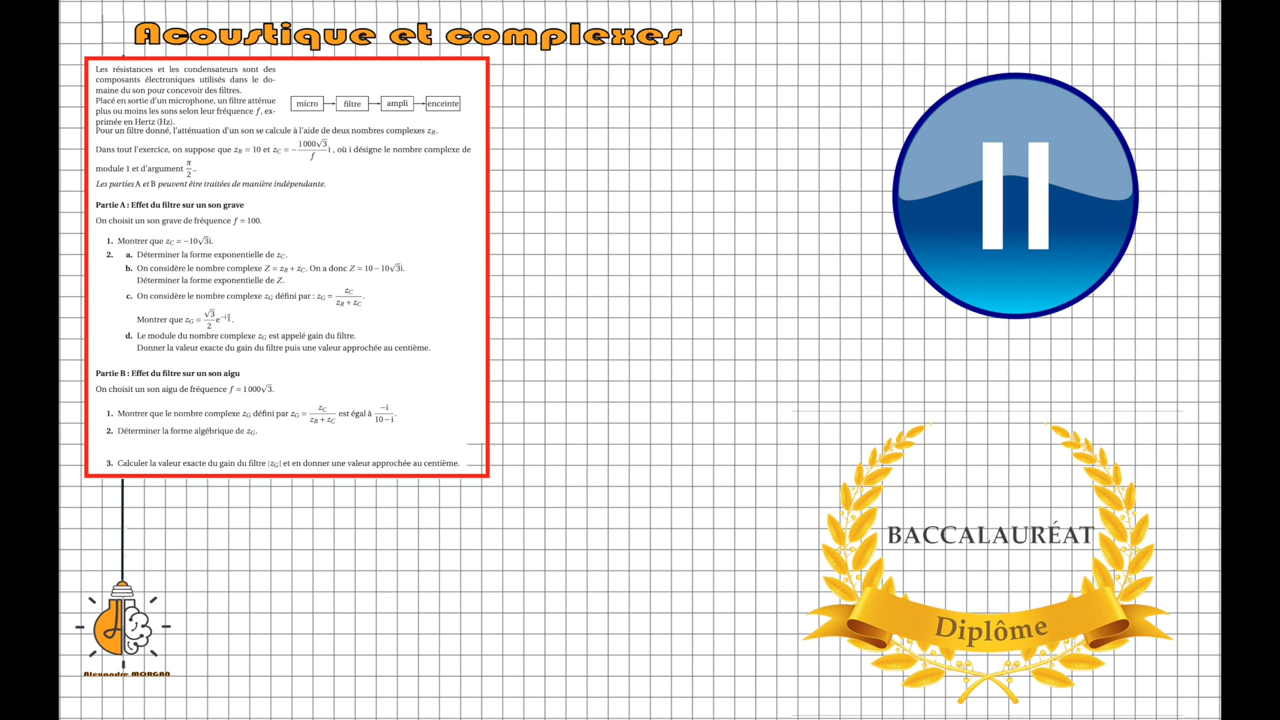 Acoustique et complexes
Les résistances et les condensateurs sont des
composants électroniques utilisés dans le do-
maine du son pour concevoir des filtres.
Placé en sortie d'un microphone, un filtre atténue
plus ou moins les sons selon leur fréquence f, ex-
primée en Hertz (Hz).
micro → filtre → ampli → enceinte
Pour un filtre donné, l'atténuation d'un son se calcule à l'aide de deux nombres complexes z_R.
Dans tout l'exercice, on suppose que z_R = 10 et z_C = −(1000√3/f)i , où i désigne le nombre complexe de
module 1 et d'argument π/2..
Les parties A et B peuvent être traitées de manière indépendante.
Partie A : Effet du filtre sur un son grave
On choisit un son grave de fréquence f = 100.
1. Montrer que z_C = −10√3i.
2. a. Déterminer la forme exponentielle de z_C.
b. On considère le nombre complexe Z = z_R + z_C. On a donc Z = 10 − 10√3i.
Déterminer la forme exponentielle de Z.
c. On considère le nombre complexe z_G défini par : z_G = z_C/(z_R + z_C).
Montrer que z_G = (√3/2)e^(−iπ/6).
d. Le module du nombre complexe z_G est appelé gain du filtre.
Donner la valeur exacte du gain du filtre puis une valeur approchée au centième.
Partie B : Effet du filtre sur un son aigu
On choisit un son aigu de fréquence f = 1000√3.
1. Montrer que le nombre complexe z_G défini par z_G = z_C/(z_R + z_C) est égal à −i/(10 − i).
2. Déterminer la forme algébrique de z_G.
3. Calculer la valeur exacte du gain du filtre |z_G| et en donner une valeur approchée au centième.
BACCALAURÉAT
Diplôme
Alexandre MORGAN